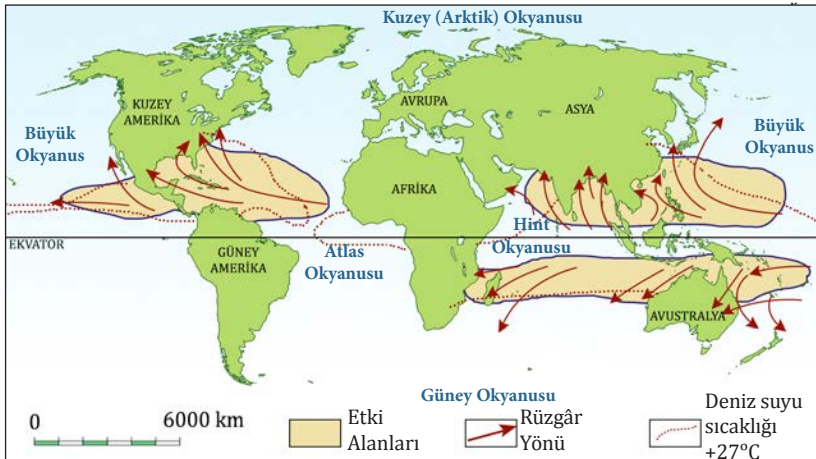 Kuzey (Arktik) Okyanusu
KUZEY
AMERİKA
AVRUPA
ASYA
Büyük
Okyanus
Büyük
Okyanus
AFRİKA
EKVATOR
Hint
Okyanusu
GÜNEY
AMERİKA
Atlas
Okyanusu
AVUSTRALYA
Güney Okyanusu
0
6000 km
Etki
Alanları
Rüzgâr
Yönü
Deniz suyu
sıcaklığı
+27°C